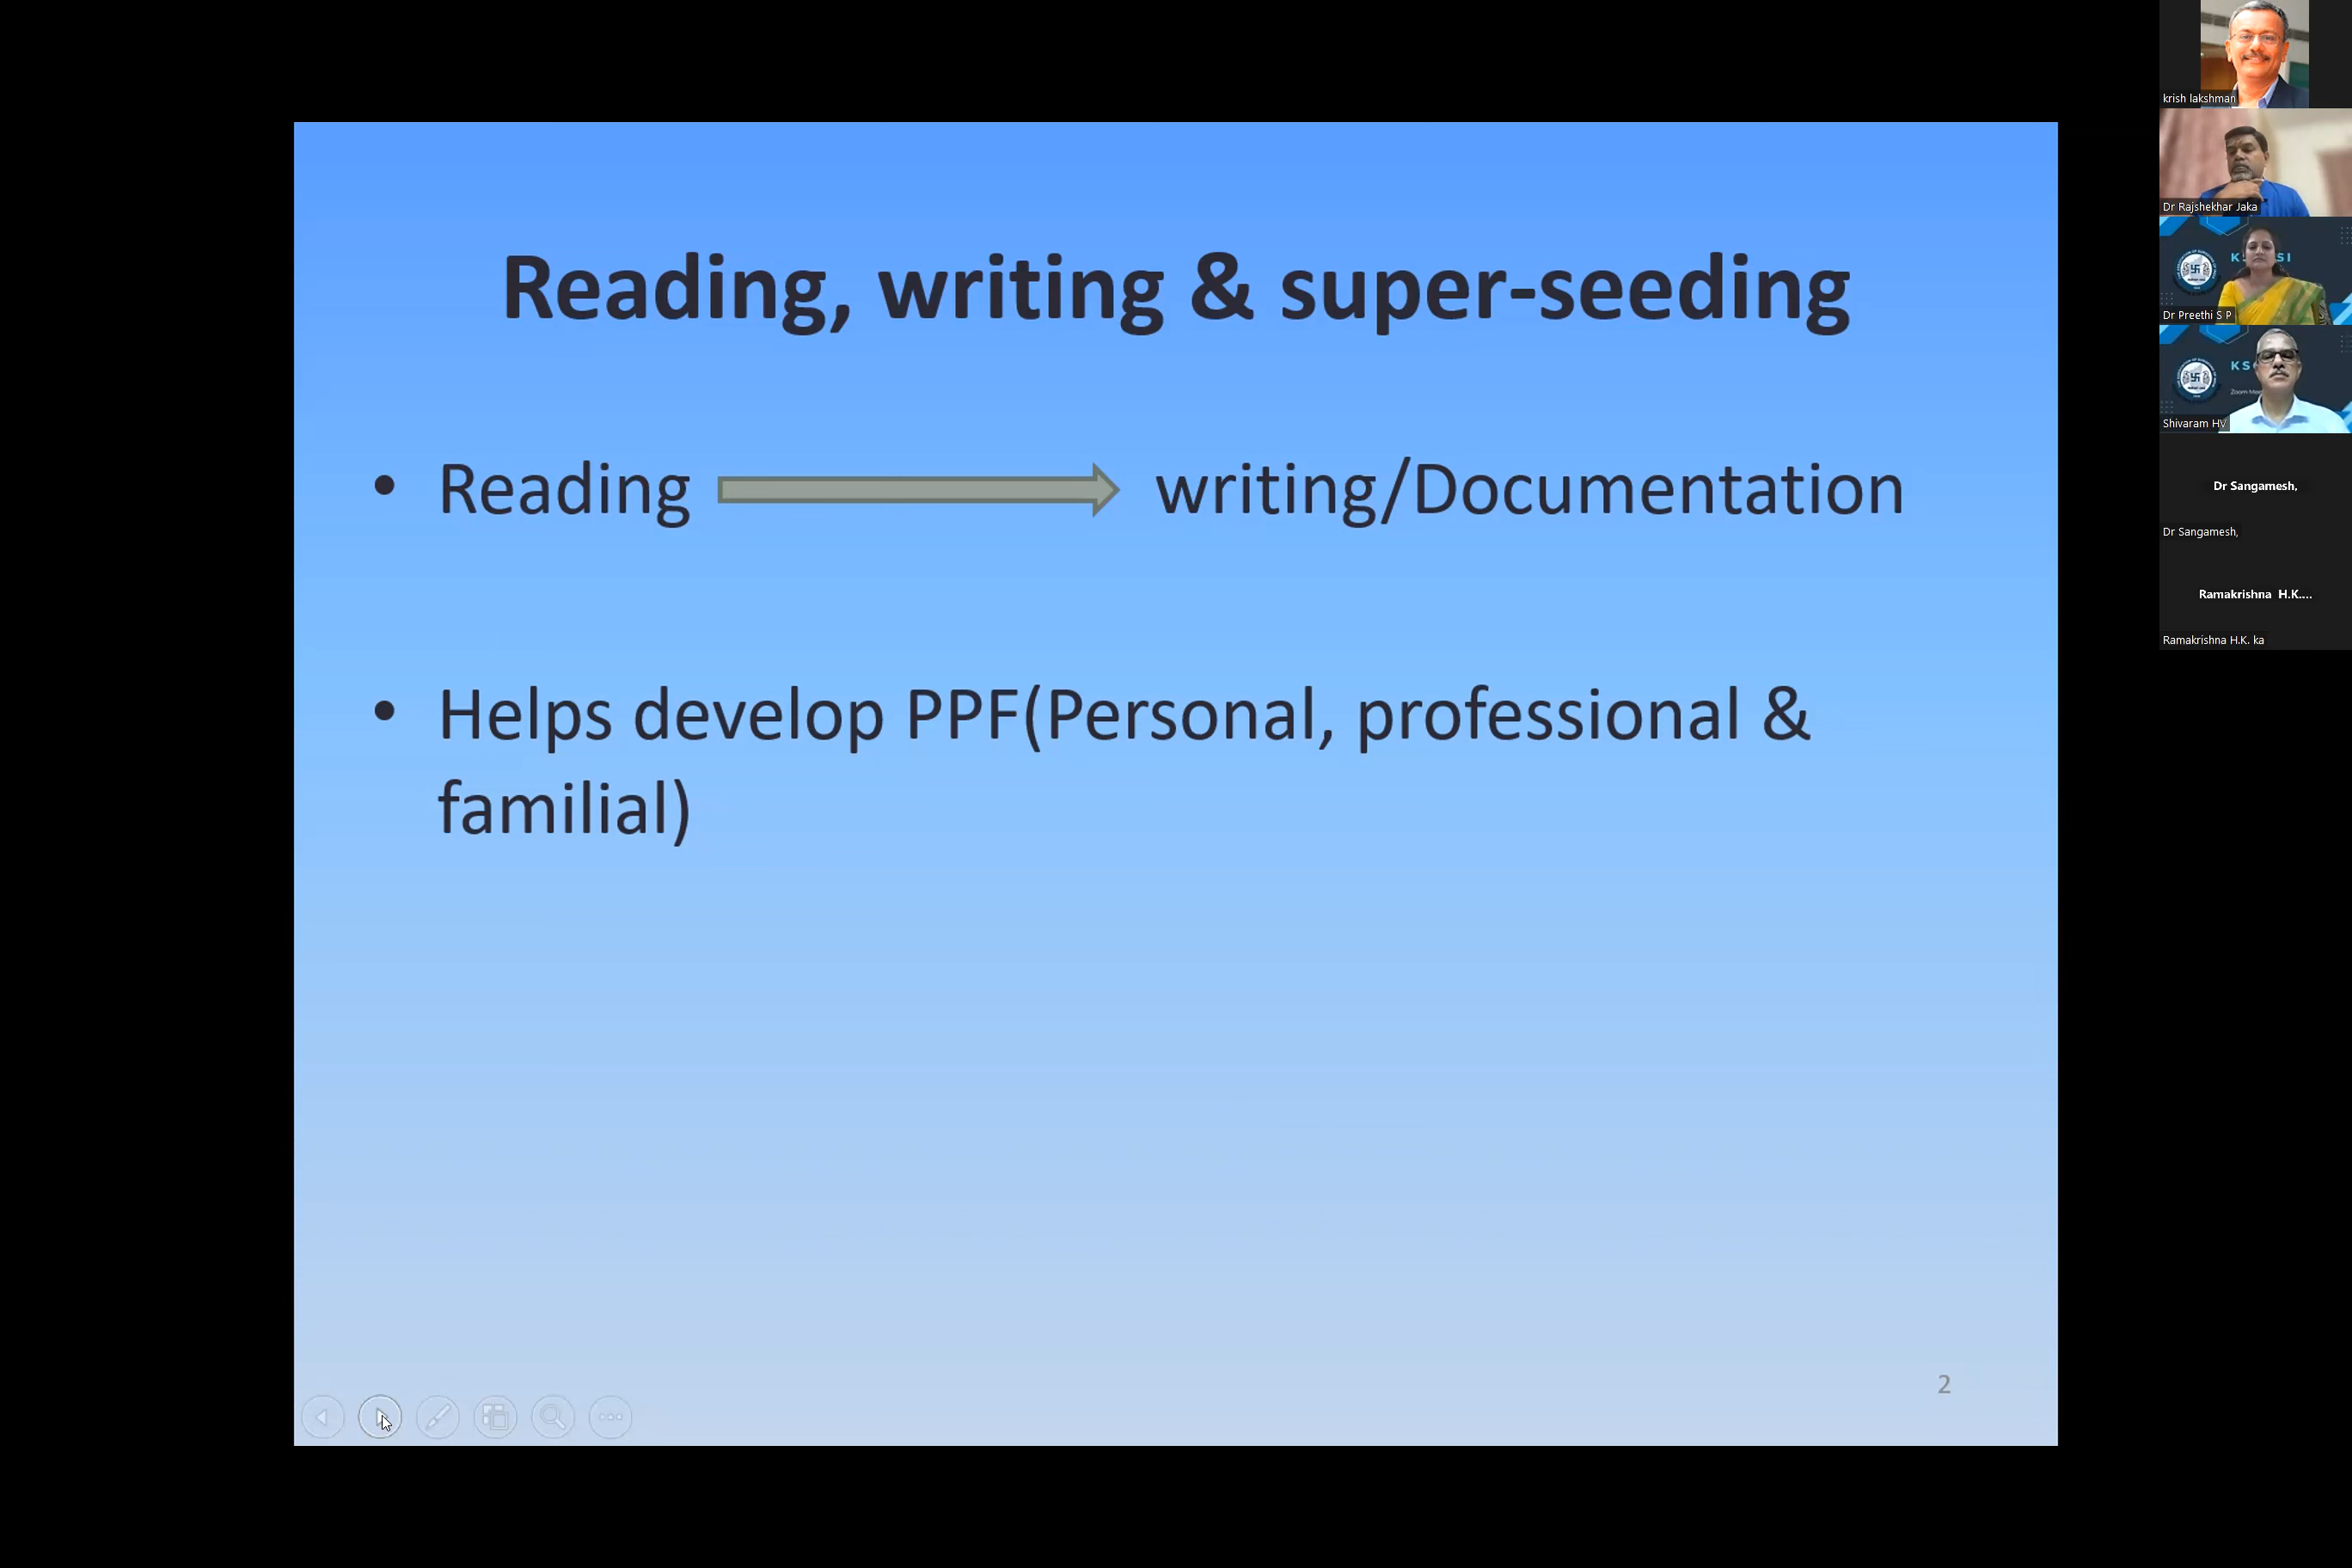 Reading, writing & super-seeding
• Reading writing/Documentation
• Helps develop PPF(Personal, professional &
familial)
2
krish lakshman
Dr Rajshekhar Jaka
Dr Preethi S P
Shivaram HV
Dr Sangamesh,
Dr Sangamesh,
Ramakrishna H.K....
Ramakrishna H.K. ka